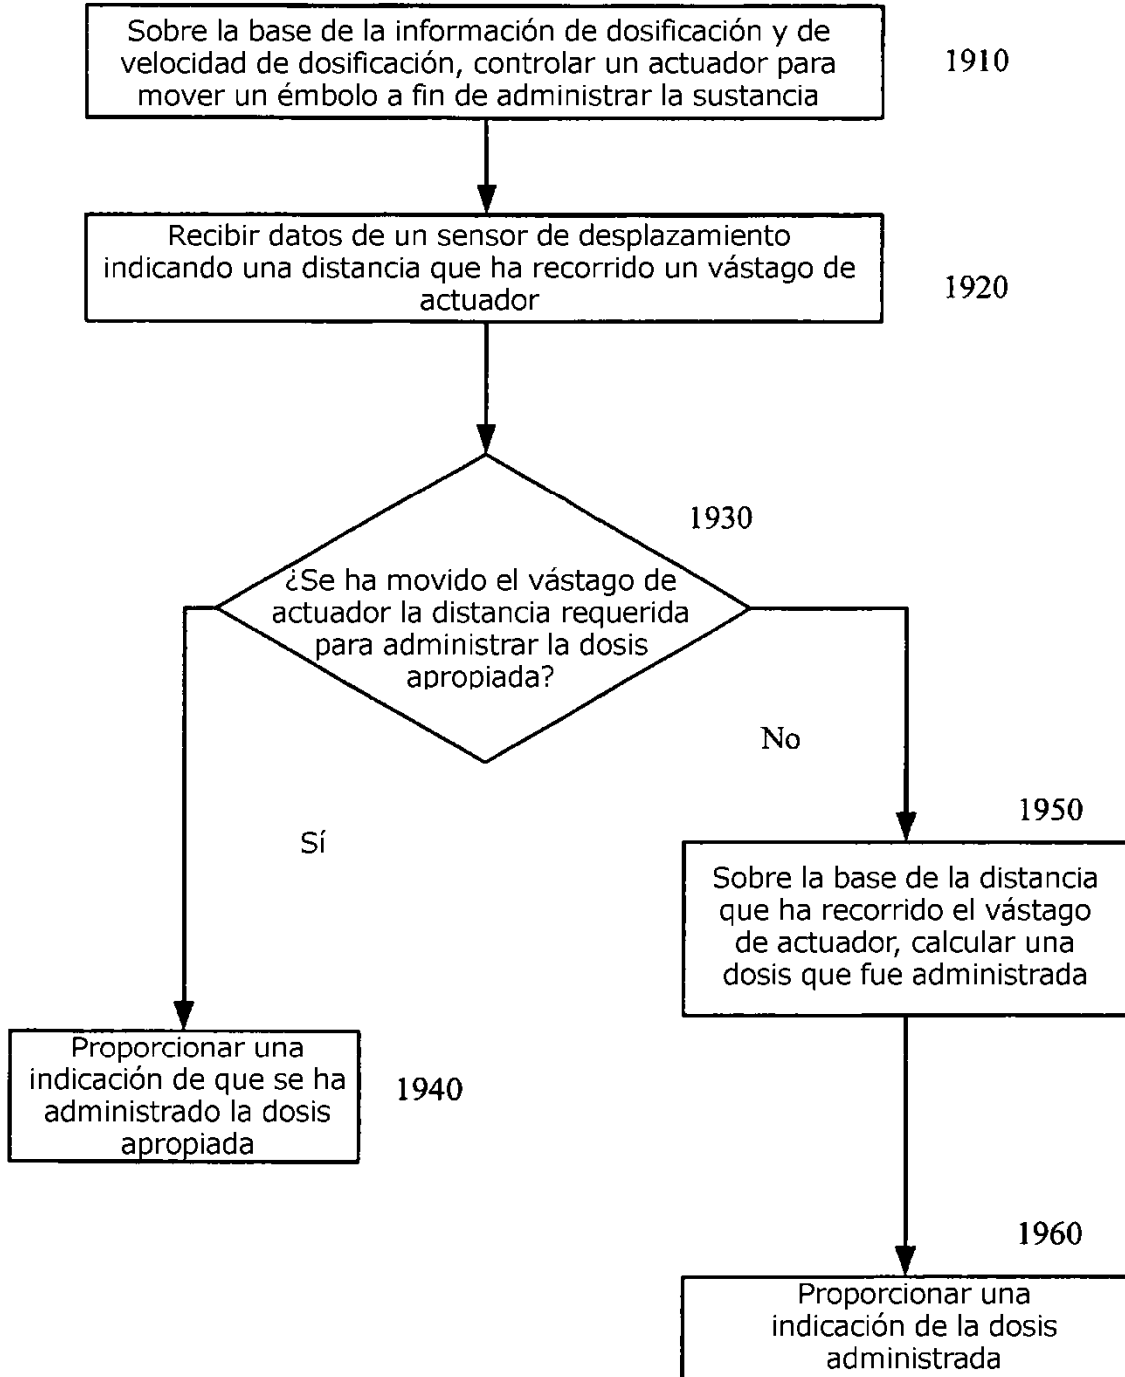 Sobre la base de la información de dosificación y de
velocidad de dosificación, controlar un actuador para
mover un émbolo a fin de administrar la sustancia
1910
Recibir datos de un sensor de desplazamiento
indicando una distancia que ha recorrido un vástago de
actuador
1920
1930
¿Se ha movido el vástago de
actuador la distancia requerida
para administrar la dosis
apropiada?
No
Sí
1950
Sobre la base de la distancia
que ha recorrido el vástago
de actuador, calcular una
dosis que fue administrada
Proporcionar una
indicación de que se ha
administrado la dosis
apropiada
1940
1960
Proporcionar una
indicación de la dosis
administrada